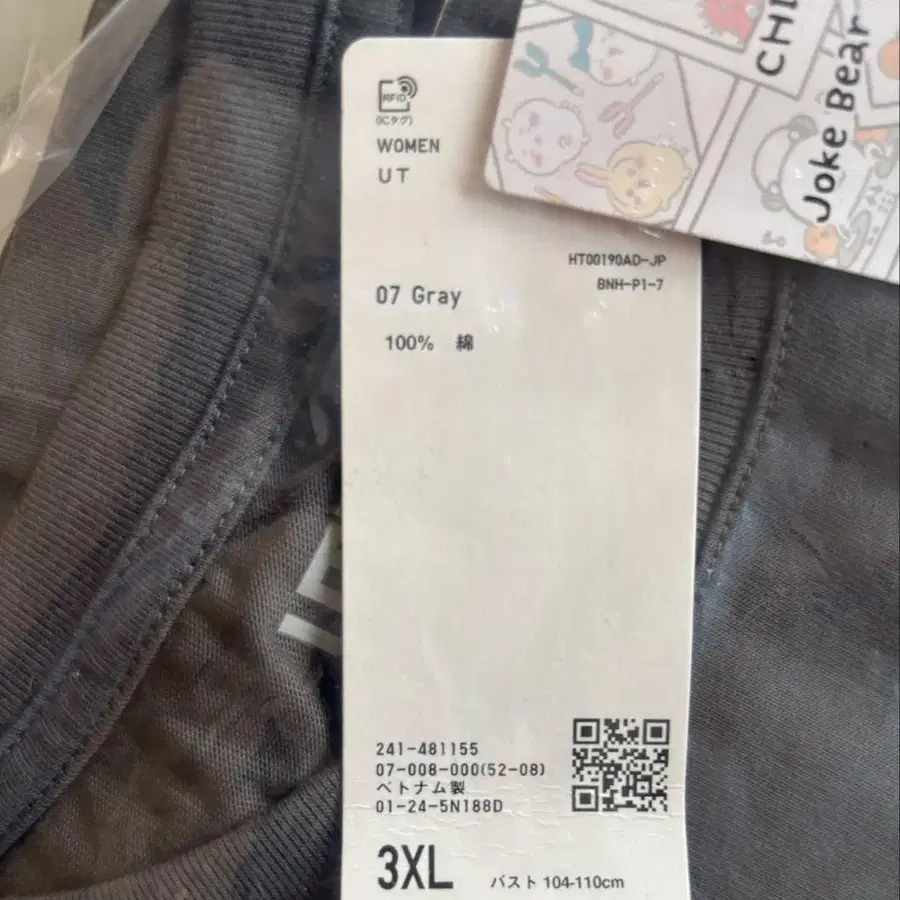 RFID
(ICタグ)
WOMEN
UT
CHI
Joke Bear
HT00190AD-JP
BNH-P1-7
07 Gray
100% 綿
241-481155
07-008-000(52-08)
ベトナム製
01-24-5N188D
3XL バスト 104-110cm